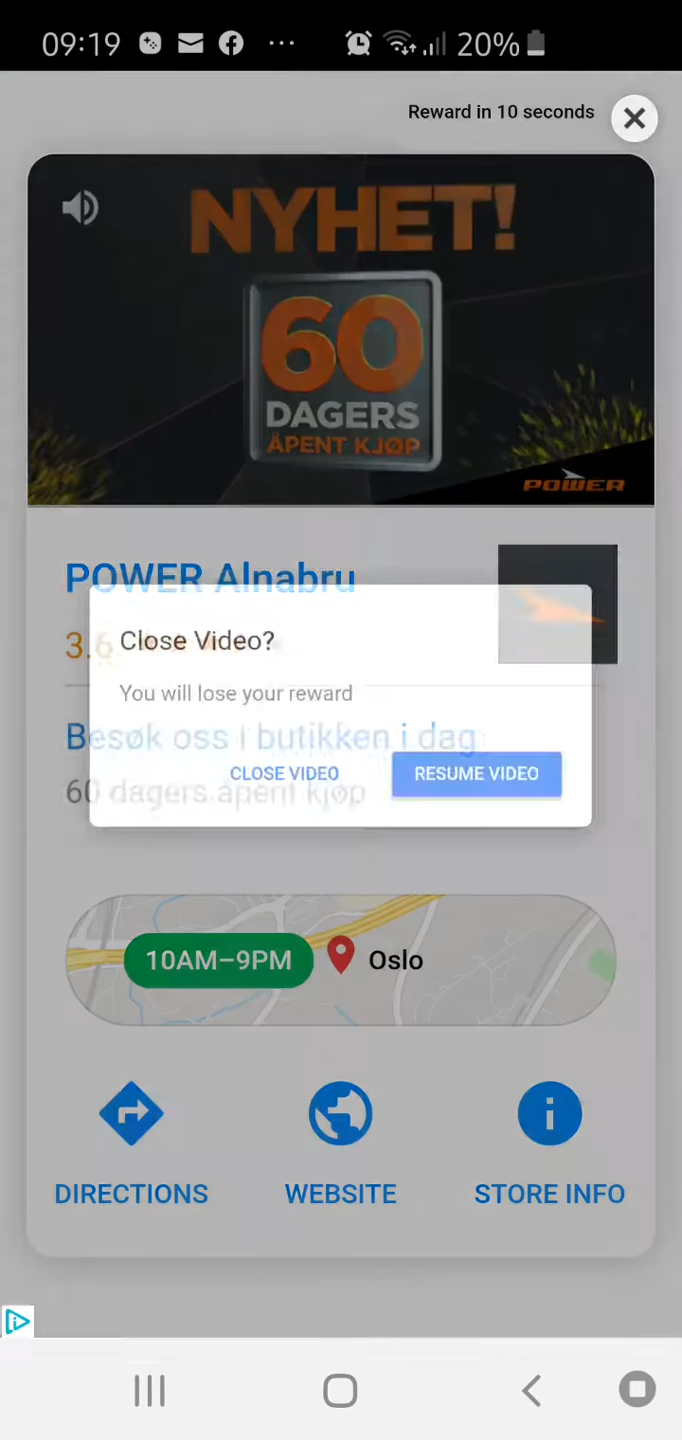 09:19 ... 20%
Reward in 10 seconds
NYHET!
60
DAGERS
ÅPENT KJØP
POWER
POWER Alnabru
3.6
Close Video?
You will lose your reward
Besøk oss i butikken i dag
CLOSE VIDEO RESUME VIDEO
60 dagers åpent kjøp
10AM–9PM Oslo
DIRECTIONS WEBSITE STORE INFO